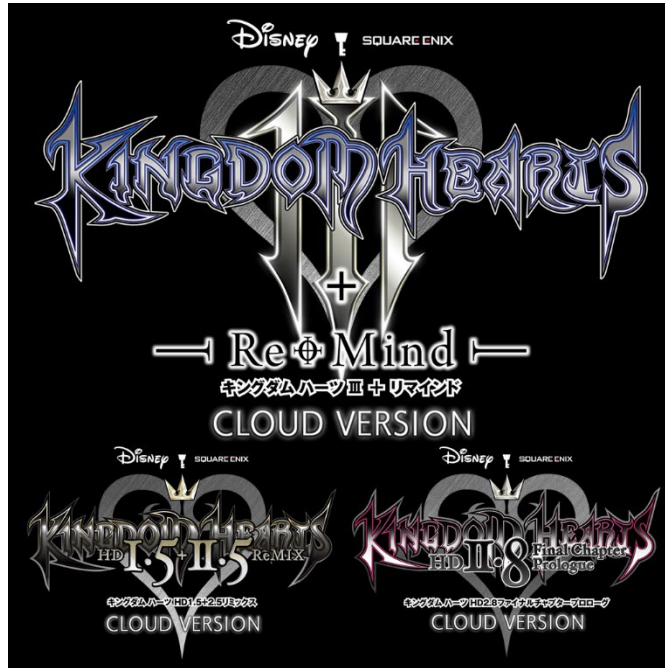 Disney SQUARE ENIX
KINGDOM HEARTS
III
+
Re Mind
キングダム ハーツ III + リマインド
CLOUD VERSION
Disney SQUARE ENIX
KINGDOM HEARTS
HD I.5+II.5 ReMIX
キングダム ハーツ HD1.5+2.5リミックス
CLOUD VERSION
Disney SQUARE ENIX
KINGDOM HEARTS
HD II.8 Final Chapter
Prologue
キングダム ハーツ HD2.8ファイナルチャプタープロローグ
CLOUD VERSION